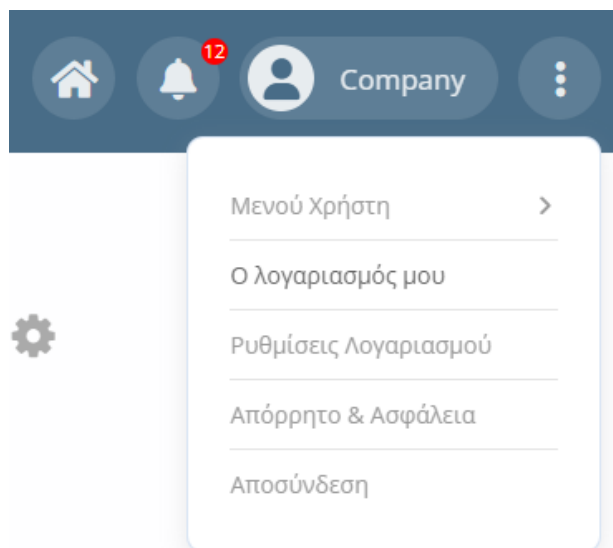 12
Company
Μενού Χρήστη
Ο λογαριασμός μου
Ρυθμίσεις Λογαριασμού
Απόρρητο & Ασφάλεια
Αποσύνδεση